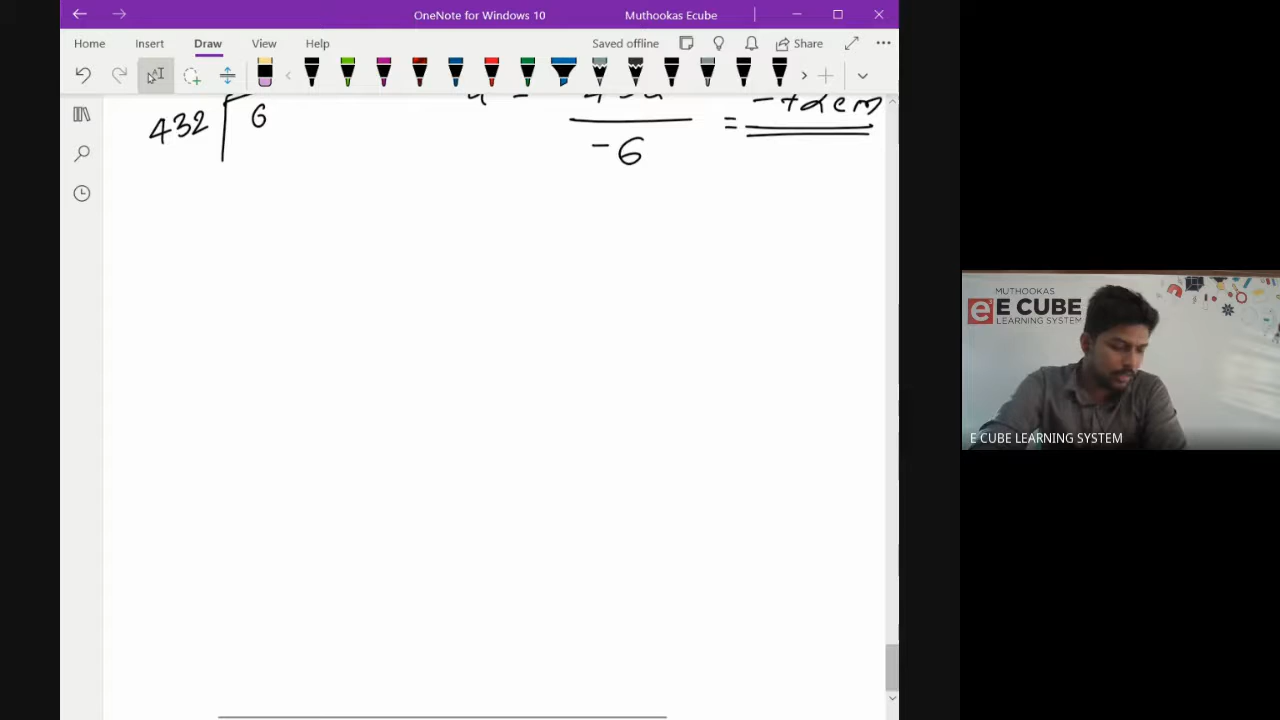 OneNote for Windows 10
Muthookas Ecube
Home Insert Draw View Help
Saved offline
Share
432 6
-6
=
MUTHOOKAS
e³ E CUBE
LEARNING SYSTEM
E CUBE LEARNING SYSTEM